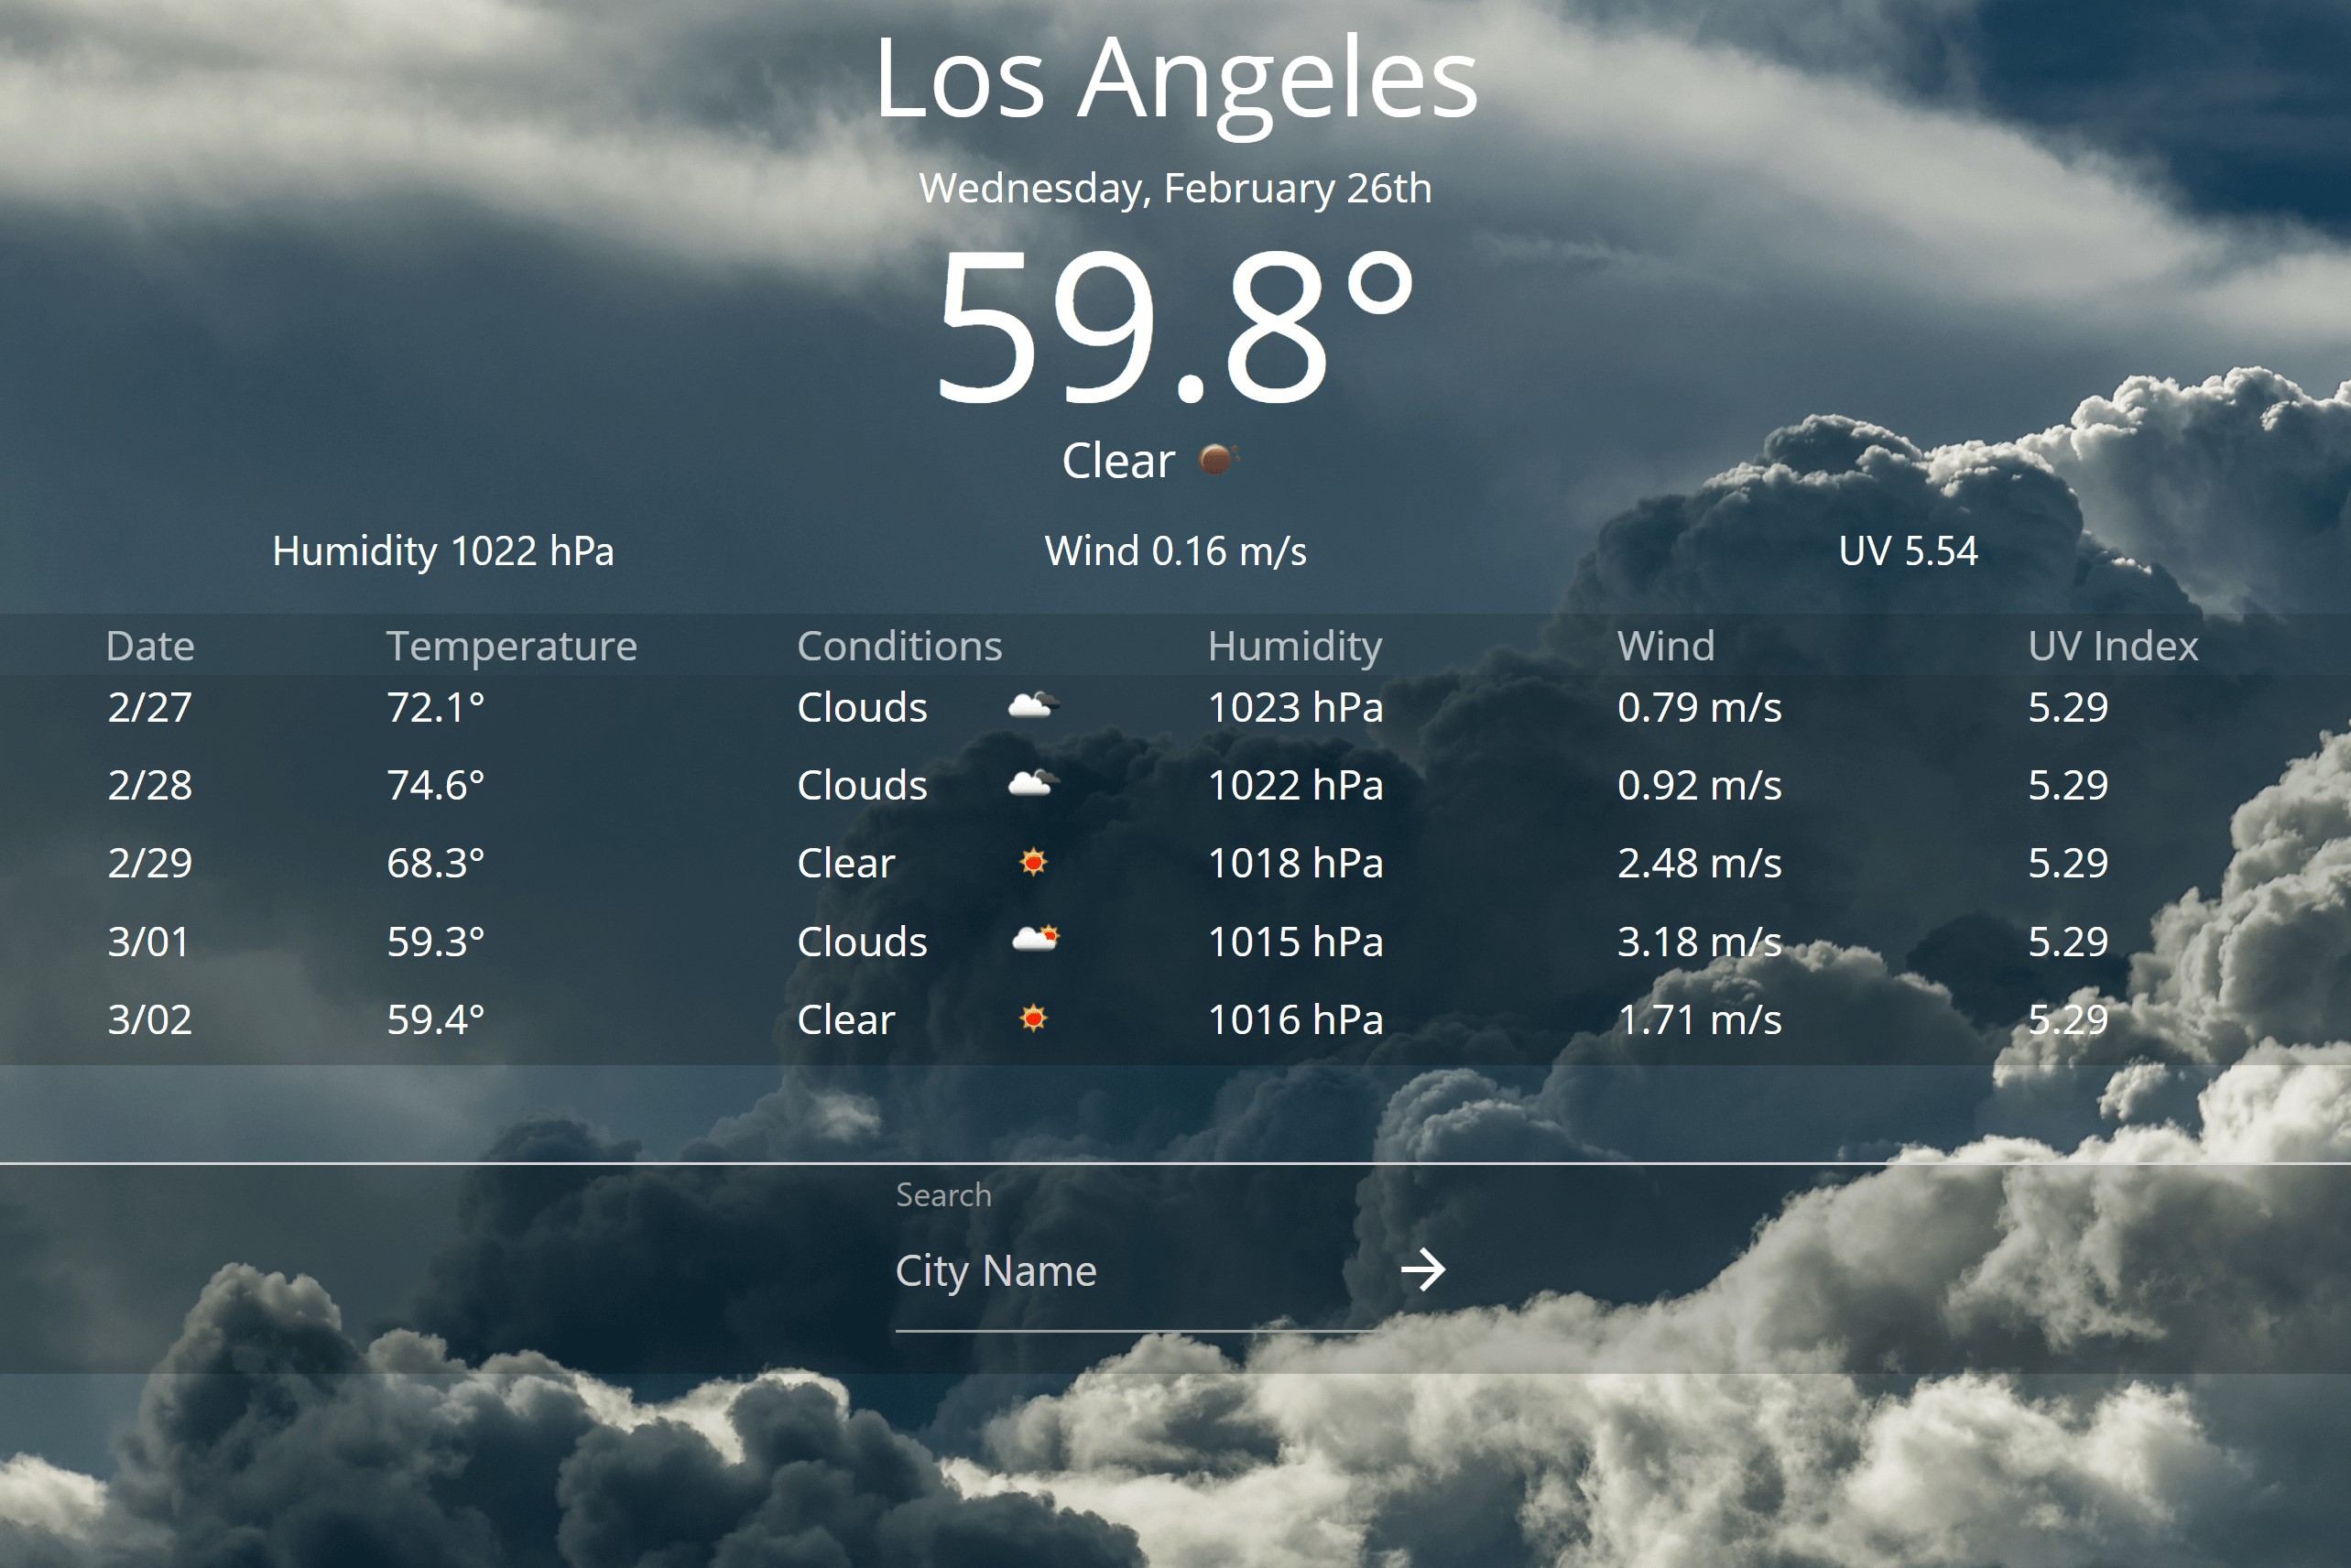 Los Angeles
Wednesday, February 26th
59.8°
Clear
Humidity 1022 hPa Wind 0.16 m/s UV 5.54
Date Temperature Conditions Humidity Wind UV Index
2/27 72.1° Clouds 1023 hPa 0.79 m/s 5.29
2/28 74.6° Clouds 1022 hPa 0.92 m/s 5.29
2/29 68.3° Clear 1018 hPa 2.48 m/s 5.29
3/01 59.3° Clouds 1015 hPa 3.18 m/s 5.29
3/02 59.4° Clear 1016 hPa 1.71 m/s 5.29
Search
City Name